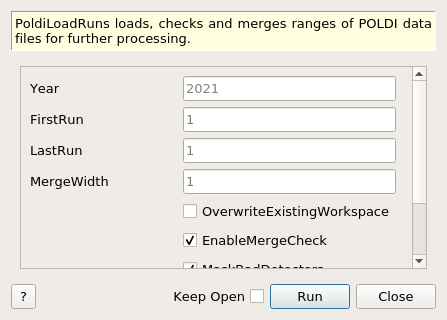 PoldiLoadRuns loads, checks and merges ranges of POLDI data
files for further processing.
Year 2021
FirstRun 1
LastRun 1
MergeWidth 1
OverwriteExistingWorkspace
EnableMergeCheck
MaskBadDetectors
? Keep Open Run Close